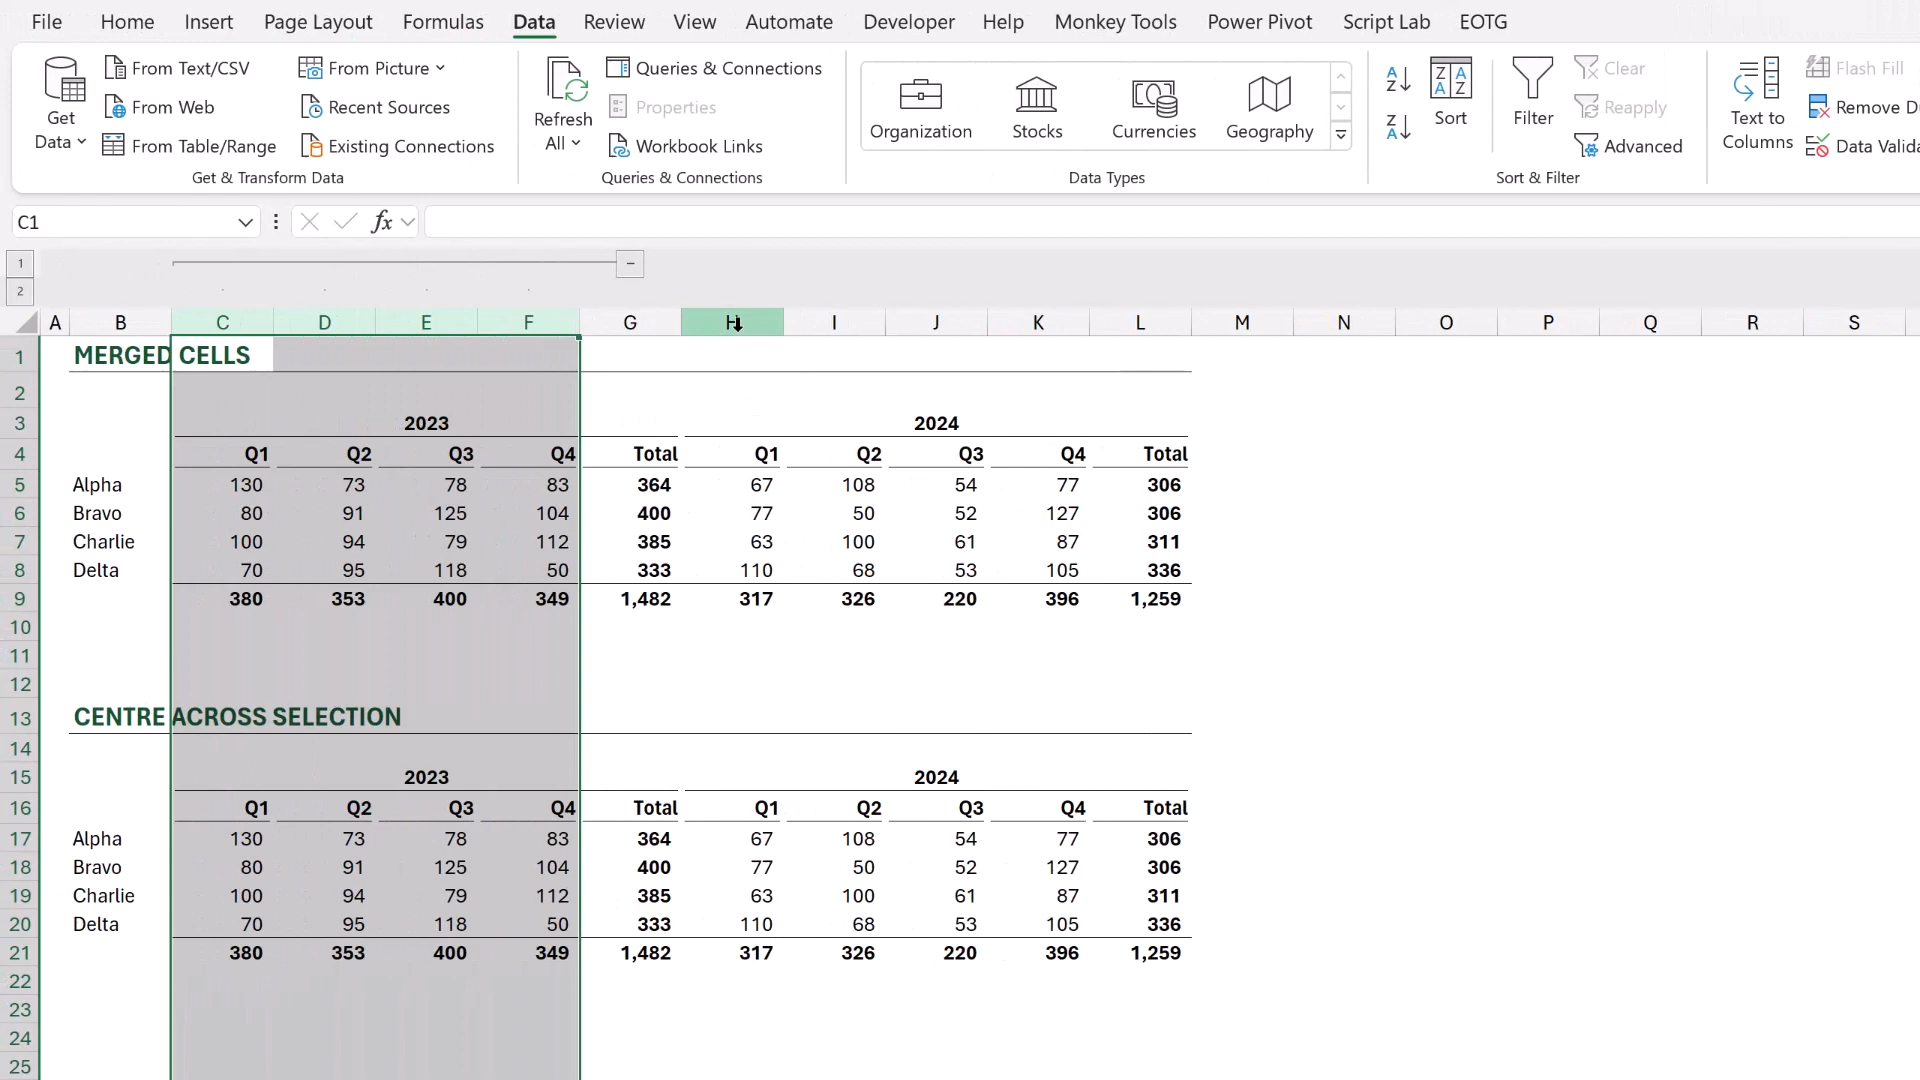 File Home Insert Page Layout Formulas Data Review View Automate Developer Help Monkey Tools Power Pivot Script Lab EOTG
Get Data
From Text/CSV
From Web
From Table/Range
From Picture
Recent Sources
Existing Connections
Get & Transform Data
Refresh All
Queries & Connections
Properties
Workbook Links
Queries & Connections
Organization Stocks Currencies Geography
Data Types
Sort
Filter
Clear
Reapply
Advanced
Sort & Filter
Text to Columns
Flash Fill
Remove Du
Data Valida
C1 fx
1
2
A B C D E F G H I J K L M N O P Q R S
1 MERGED CELLS
2
3 2023 2024
4 Q1 Q2 Q3 Q4 Total Q1 Q2 Q3 Q4 Total
5 Alpha 130 73 78 83 364 67 108 54 77 306
6 Bravo 80 91 125 104 400 77 50 52 127 306
7 Charlie 100 94 79 112 385 63 100 61 87 311
8 Delta 70 95 118 50 333 110 68 53 105 336
9 380 353 400 349 1,482 317 326 220 396 1,259
10
11
12
13 CENTRE ACROSS SELECTION
14
15 2023 2024
16 Q1 Q2 Q3 Q4 Total Q1 Q2 Q3 Q4 Total
17 Alpha 130 73 78 83 364 67 108 54 77 306
18 Bravo 80 91 125 104 400 77 50 52 127 306
19 Charlie 100 94 79 112 385 63 100 61 87 311
20 Delta 70 95 118 50 333 110 68 53 105 336
21 380 353 400 349 1,482 317 326 220 396 1,259
22
23
24
25